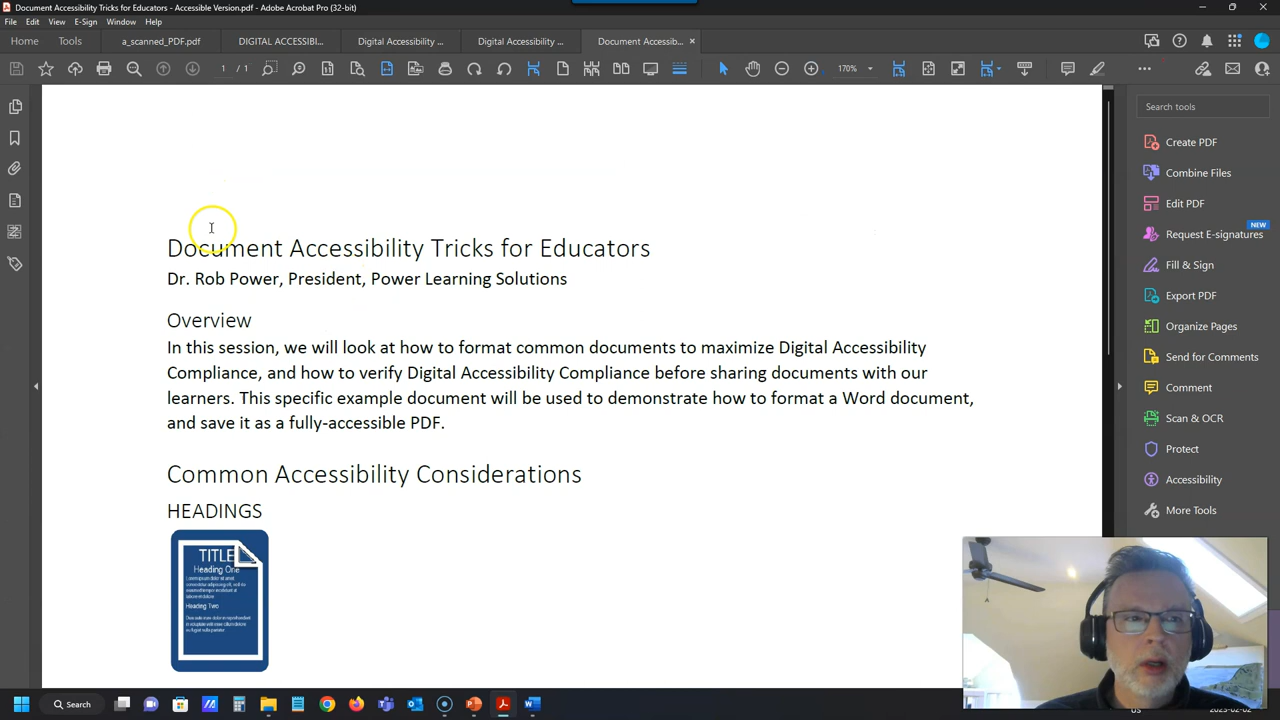 Document Accessibility Tricks for Educators - Accessible Version.pdf - Adobe Acrobat Pro (32-bit)
File Edit View E-Sign Window Help
Home Tools a_scanned_PDF.pdf DIGITAL ACCESSIBI... Digital Accessibility ... Digital Accessibility ... Document Accessib... ×
1 / 1 170%
Search tools
Create PDF
Combine Files
Edit PDF
NEW
Request E-signatures
Fill & Sign
Export PDF
Organize Pages
Send for Comments
Comment
Scan & OCR
Protect
Accessibility
More Tools
Document Accessibility Tricks for Educators
Dr. Rob Power, President, Power Learning Solutions
Overview
In this session, we will look at how to format common documents to maximize Digital Accessibility
Compliance, and how to verify Digital Accessibility Compliance before sharing documents with our
learners. This specific example document will be used to demonstrate how to format a Word document,
and save it as a fully-accessible PDF.
Common Accessibility Considerations
HEADINGS
TITLE
Heading One
Heading Two
Search
US
2023-02-02